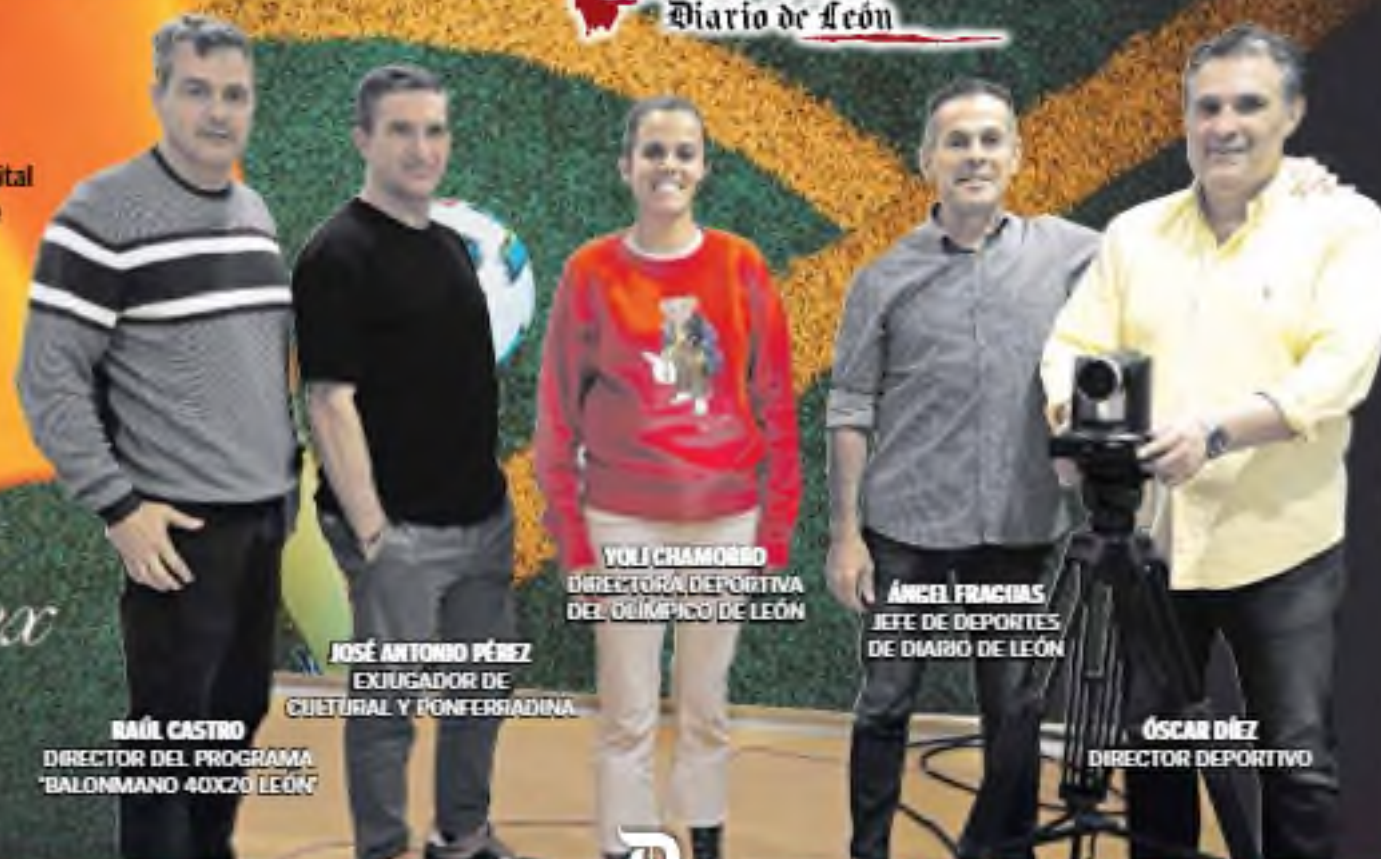 Diario de León
ital
ex
YOLI CHAMORRO
DIRECTORA DEPORTIVA
DEL OLÍMPICO DE LEÓN
ÁNGEL FRAGUAS
JEFE DE DEPORTES
DE DIARIO DE LEÓN
JOSÉ ANTONIO PÉREZ
EXJUGADOR DE
CULTURAL Y PONFERRADINA
RAÚL CASTRO
DIRECTOR DEL PROGRAMA
"BALONMANO 40X20 LEÓN"
ÓSCAR DÍEZ
DIRECTOR DEPORTIVO